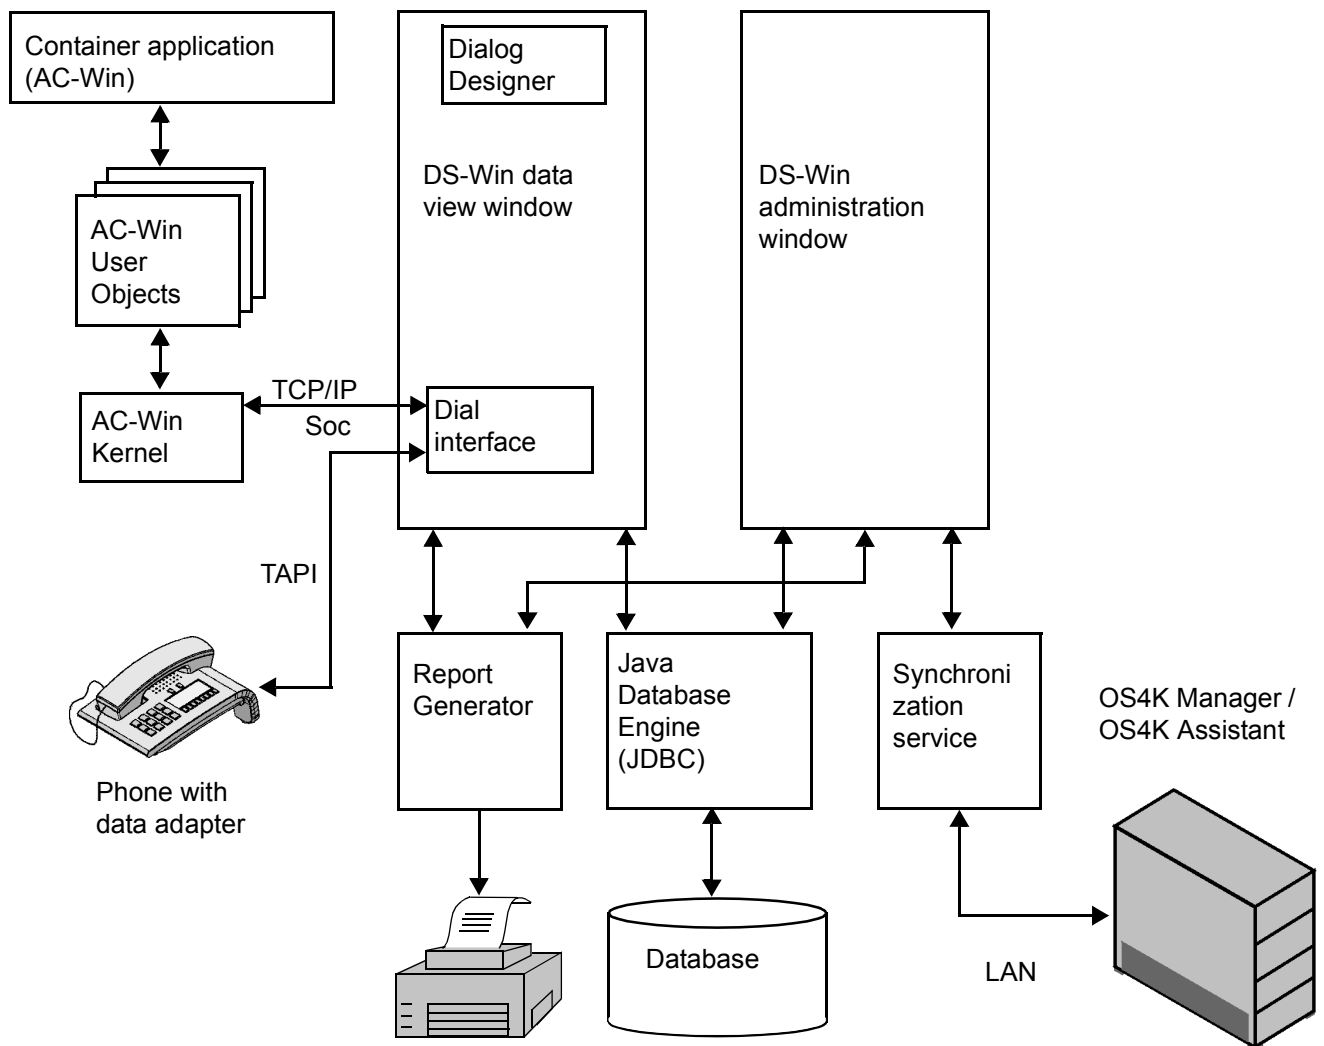 Container application
(AC-Win)
Dialog
Designer
DS-Win data
view window
DS-Win
administration
window
AC-Win
User
Objects
TCP/IP
Soc
AC-Win
Kernel
Dial
interface
TAPI
Report
Generator
Java
Database
Engine
(JDBC)
Synchroni
zation
service
OS4K Manager /
OS4K Assistant
Phone with
data adapter
Database
LAN